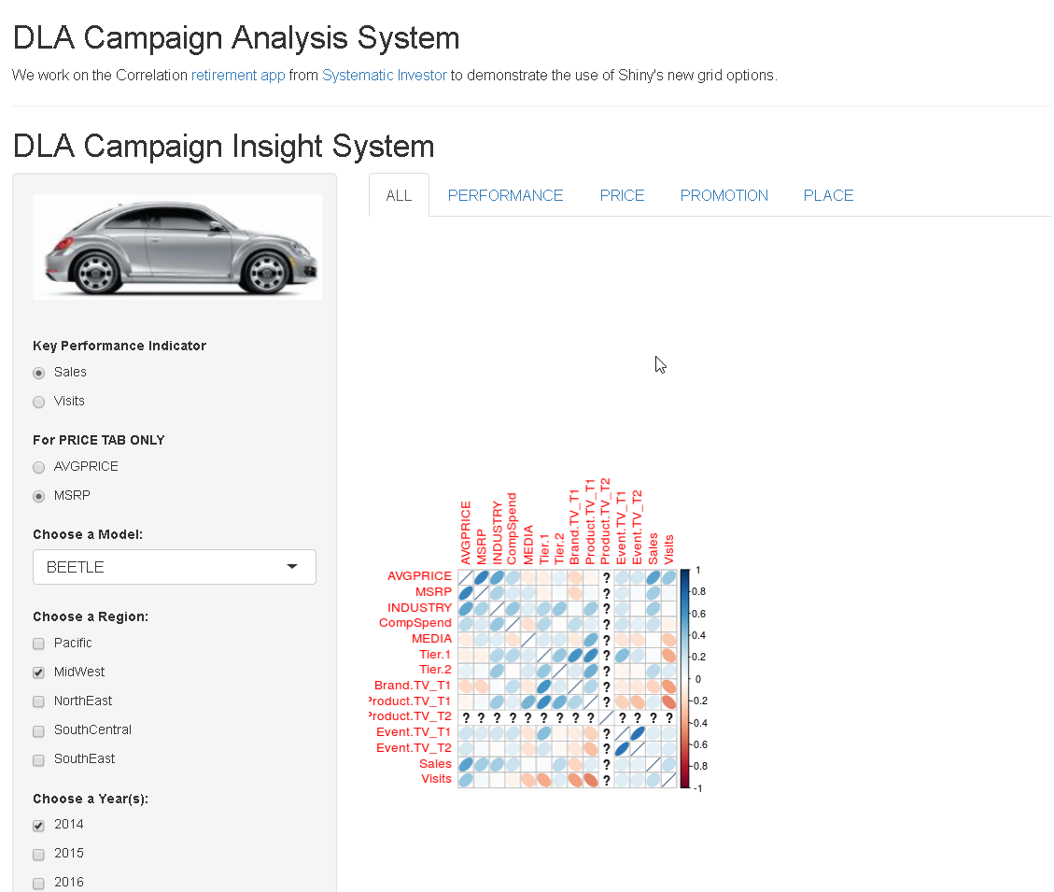 DLA Campaign Analysis System
We work on the Correlation retirement app from Systematic Investor to demonstrate the use of Shiny's new grid options.
DLA Campaign Insight System
ALL PERFORMANCE PRICE PROMOTION PLACE
Key Performance Indicator
Sales
Visits
For PRICE TAB ONLY
AVGPRICE
MSRP
Choose a Model:
BEETLE
Choose a Region:
Pacific
MidWest
NorthEast
SouthCentral
SouthEast
Choose a Year(s):
2014
2015
2016
AVGPRICE
MSRP
INDUSTRY
CompSpend
MEDIA
Tier.1
Tier.2
Brand.TV_T1
Product.TV_T1
Product.TV_T2
Event.TV_T1
Event.TV_T2
Sales
Visits
AVGPRICE ?
MSRP ?
INDUSTRY ?
CompSpend ?
MEDIA ?
Tier.1 ?
Tier.2 ?
Brand.TV_T1 ?
Product.TV_T1 ?
Product.TV_T2 ? ? ? ? ? ? ? ? ? ? ? ? ?
Event.TV_T1 ?
Event.TV_T2 ?
Sales ?
Visits ?
1
0.8
0.6
0.4
0.2
0
-0.2
-0.4
-0.6
-0.8
-1